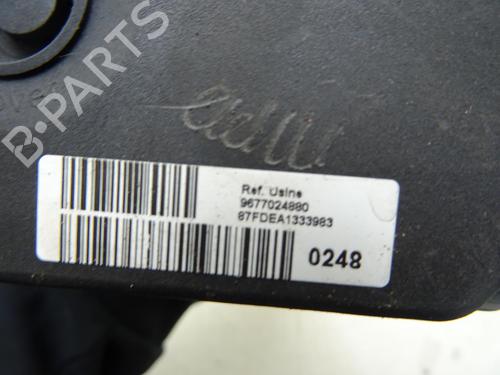 B-PARTS
Ref. Usine
9677024880
87FDEA1333983
0248